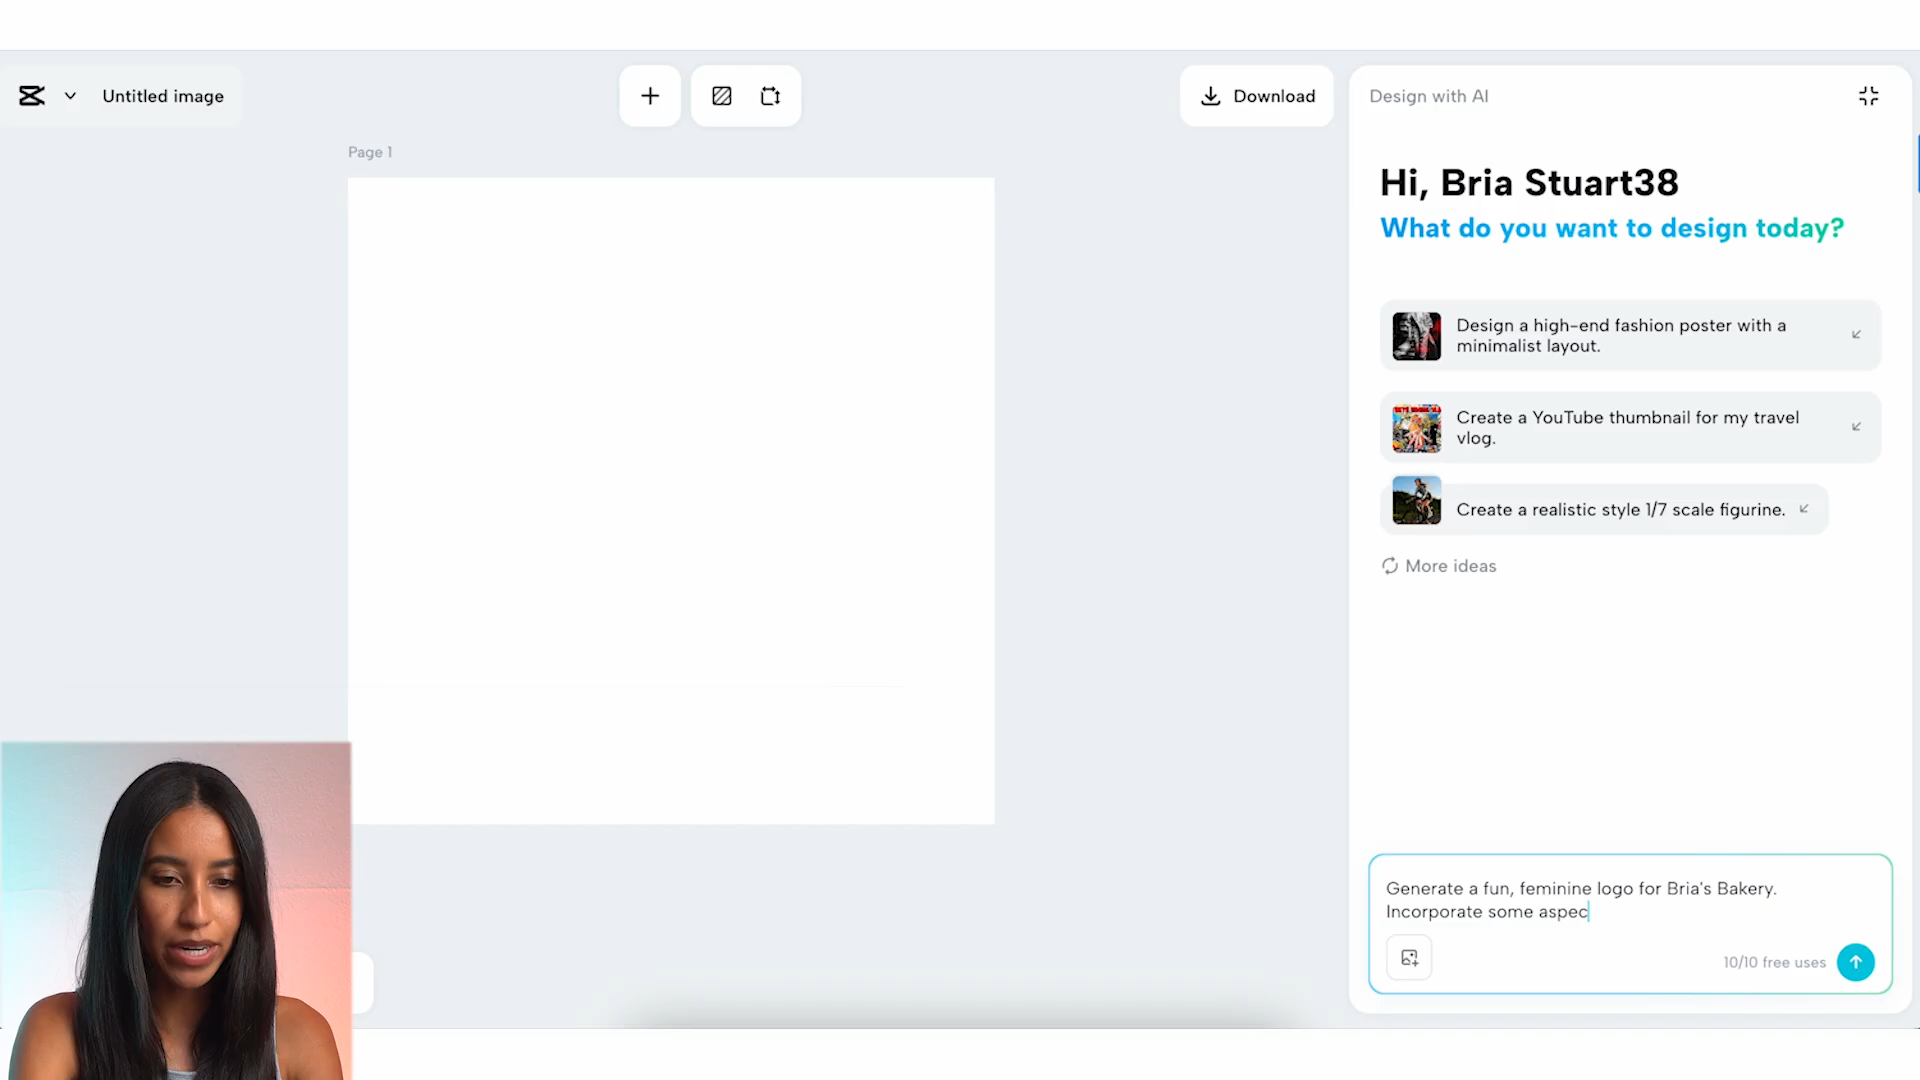 Untitled image
Download
Design with AI
Page 1
Hi, Bria Stuart38
What do you want to design today?
Design a high-end fashion poster with a
minimalist layout.
Create a YouTube thumbnail for my travel
vlog.
Create a realistic style 1/7 scale figurine.
More ideas
Generate a fun, feminine logo for Bria's Bakery.
Incorporate some aspec
10/10 free uses